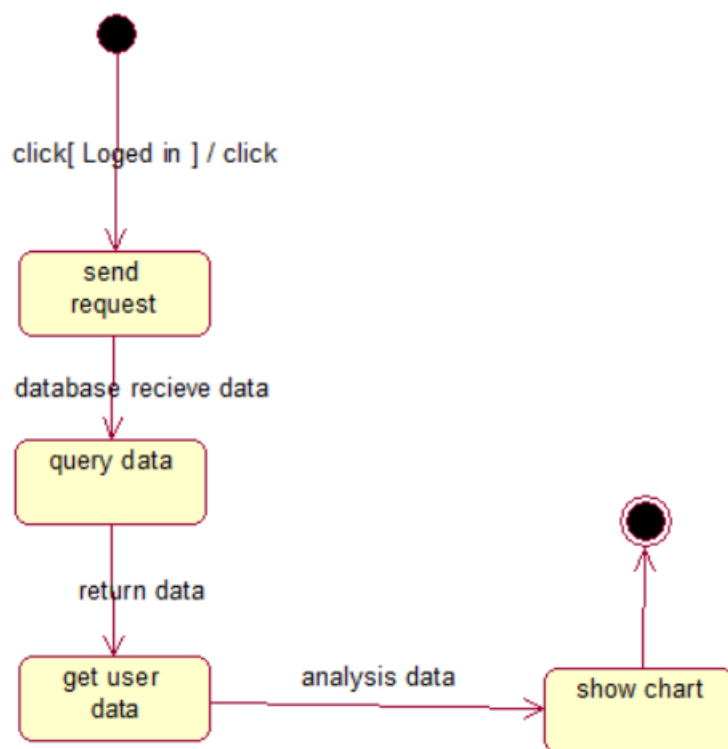 click[ Loged in ] / click
send
request
database recieve data
query data
return data
get user
data
analysis data
show chart